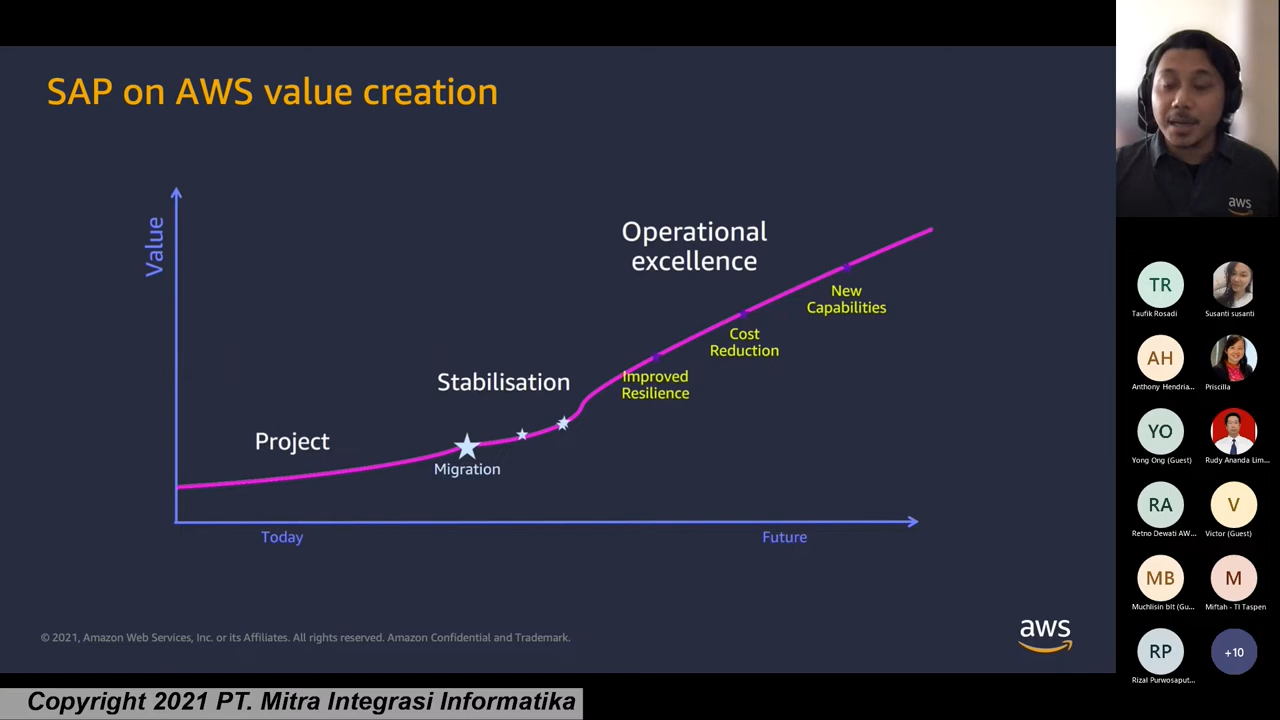 SAP on AWS value creation
Value
Operational
excellence
New
Capabilities
Cost
Reduction
Improved
Resilience
Stabilisation
Project
Migration
Today
Future
© 2021, Amazon Web Services, Inc. or its Affiliates. All rights reserved. Amazon Confidential and Trademark.
aws
Copyright 2021 PT. Mitra Integrasi Informatika
aws
TR
Taufik Rosadi
Susanti susanti
AH
Anthony Hendria...
Priscilla
YO
Yong Ong (Guest)
Rudy Ananda Lim...
RA
Retno Dewati AW...
V
Victor (Guest)
MB
Muchlisin blt (Gu...
M
Miftah - TI Taspen
RP
Rizal Purwosaput...
+10